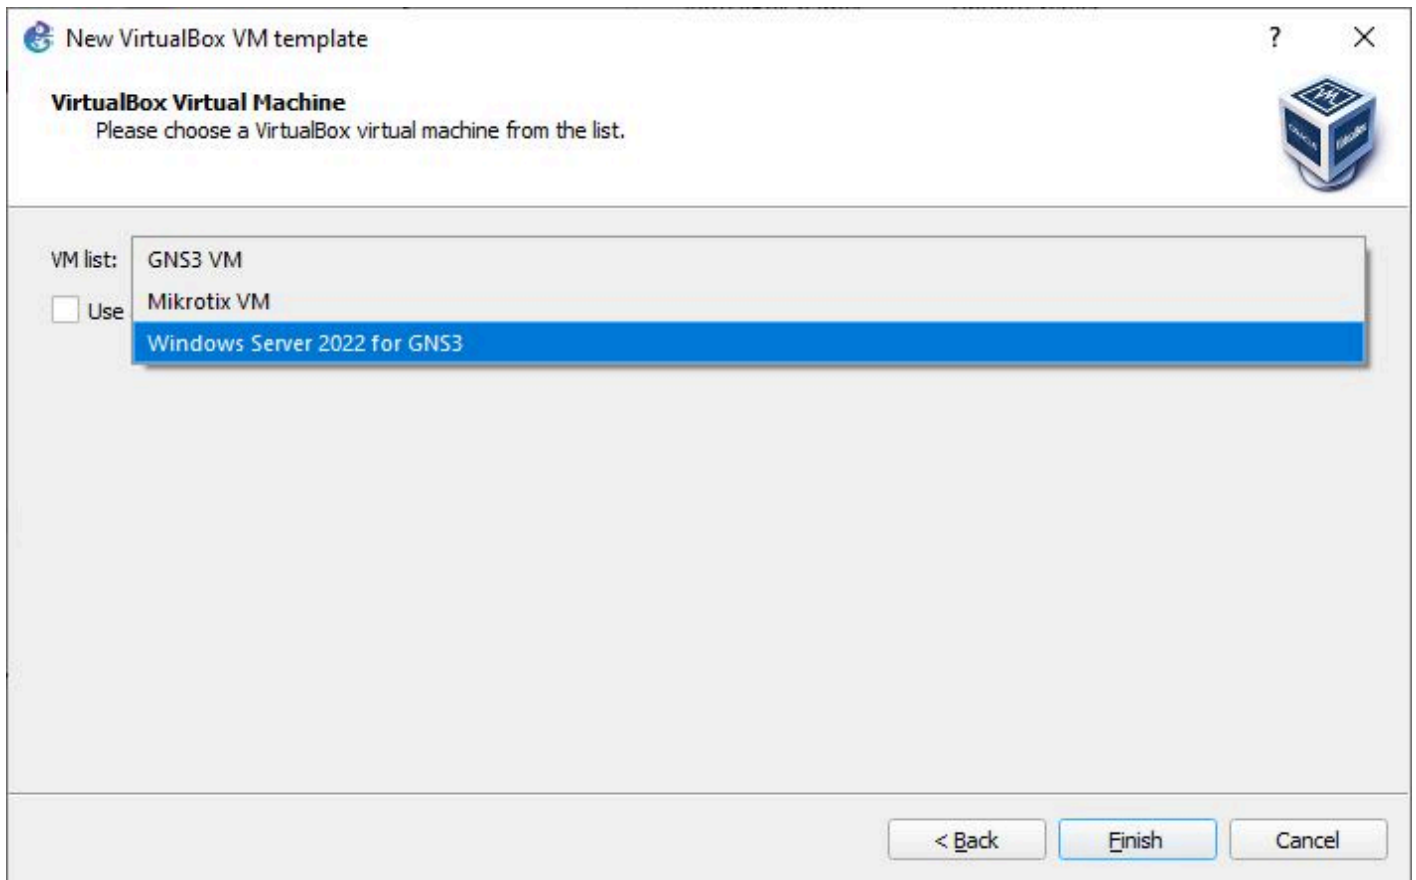 New VirtualBox VM template
?
VirtualBox Virtual Machine
Please choose a VirtualBox virtual machine from the list.
VM list:
GNS3 VM
Use
Mikrotix VM
Windows Server 2022 for GNS3
< Back
Finish
Cancel